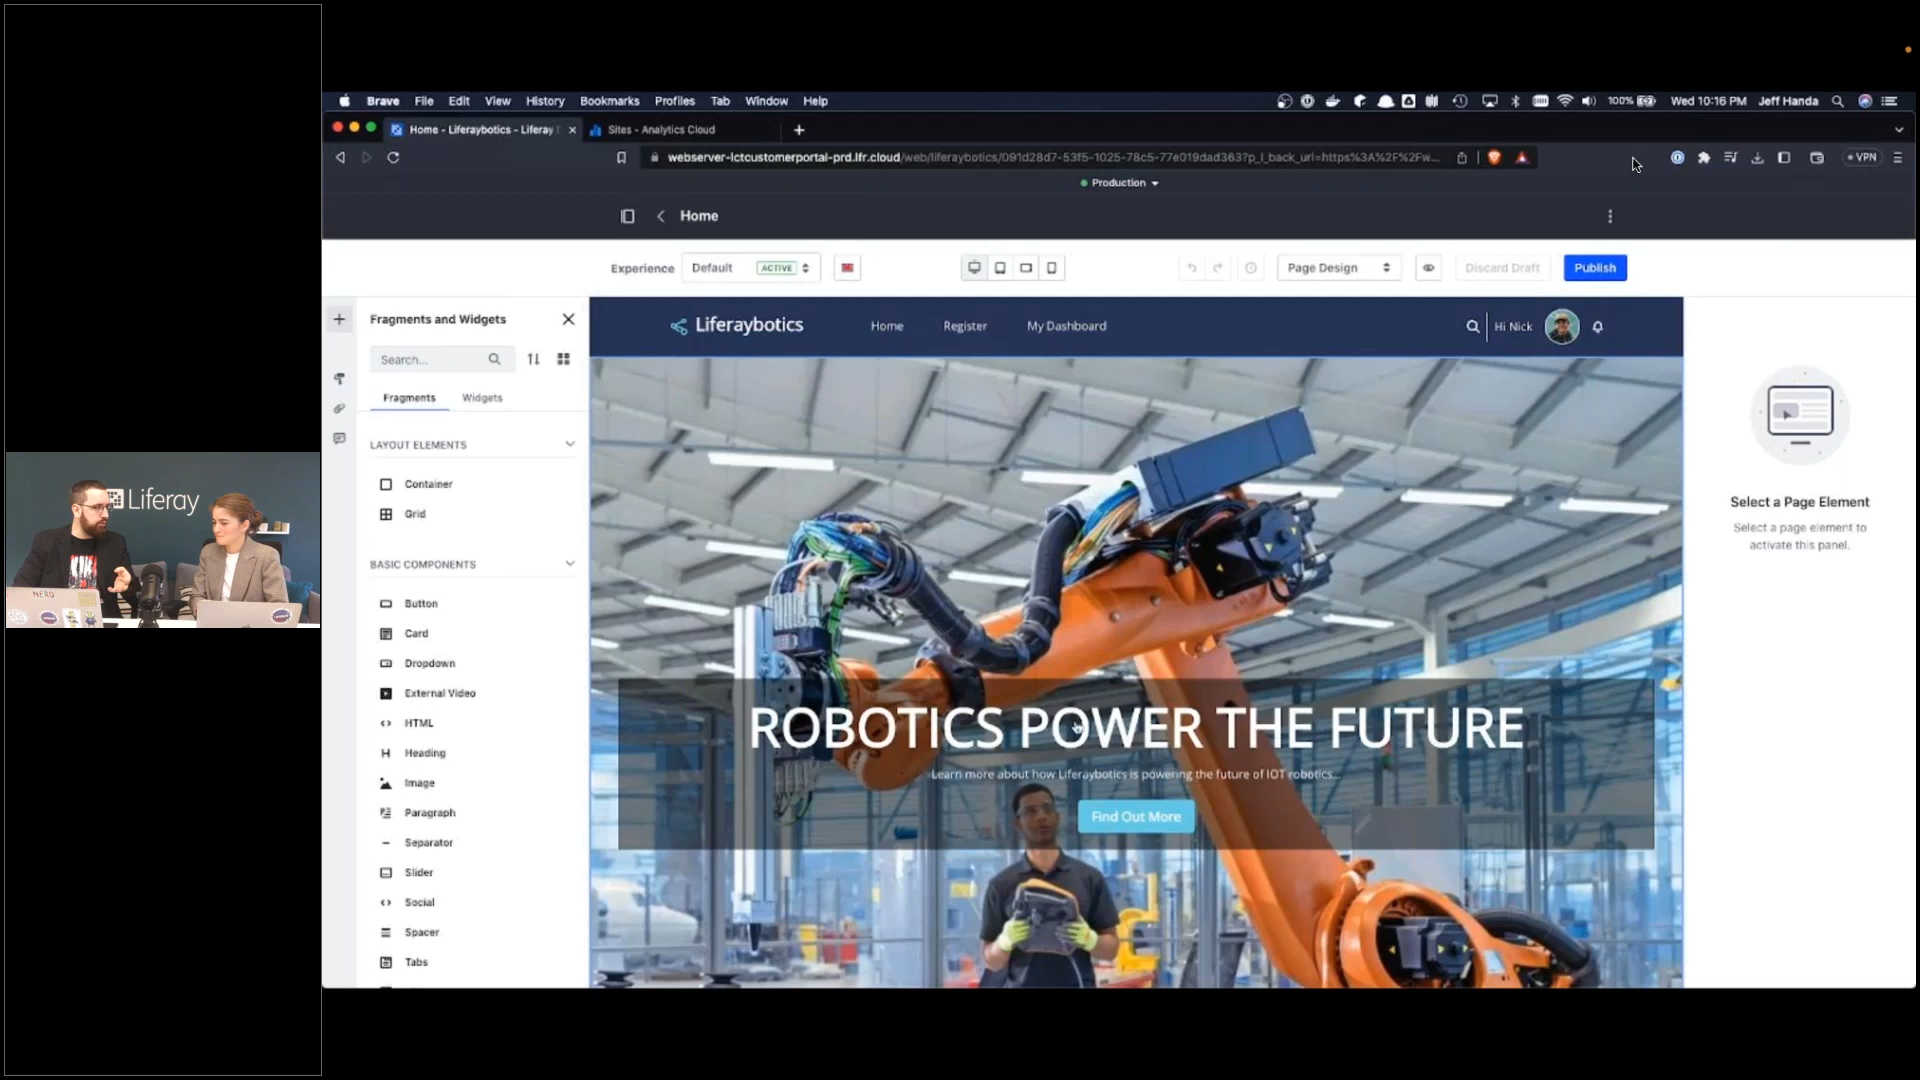 Brave File Edit View History Bookmarks Profiles Tab Window Help 100% Wed 10:16 PM Jeff Handa
Home - Liferaybotics - Liferay Sites - Analytics Cloud
webserver-lctcustomerportal-prd.lfr.cloud/web/liferaybotics/091d28d7-53f5-1025-78c5-77e019dad363?p_l_back_url=https%3A%2F%2Fw... VPN
Production
Home
Experience Default ACTIVE Page Design Discard Draft Publish
Fragments and Widgets
Search...
Fragments Widgets
LAYOUT ELEMENTS
Container
Grid
BASIC COMPONENTS
Button
Card
Dropdown
External Video
HTML
Heading
Image
Paragraph
Separator
Slider
Social
Spacer
Tabs
Liferaybotics Home Register My Dashboard Hi Nick
ROBOTICS POWER THE FUTURE
Learn more about how Liferaybotics is powering the future of IOT robotics...
Find Out More
Select a Page Element
Select a page element to
activate this panel.
Liferay
NERD